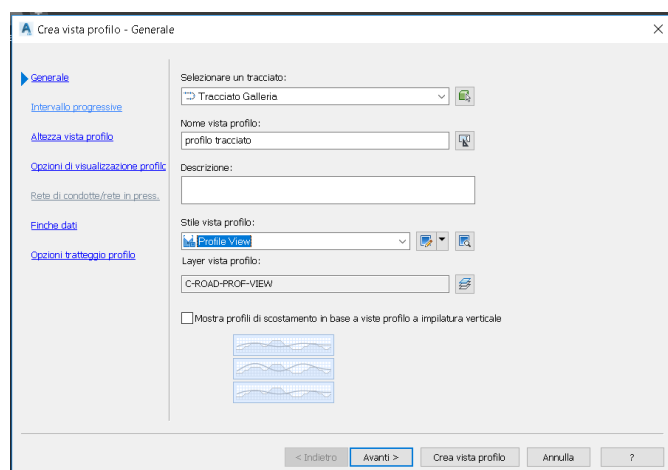 Crea vista profilo - Generale
Generale
Intervallo progressive
Altezza vista profilo
Opzioni di visualizzazione profilc
Rete di condotte/rete in press.
Finche dati
Opzioni tratteggio profilo
Selezionare un tracciato:
Tracciato Galleria
Nome vista profilo:
profilo tracciato
Descrizione:
Stile vista profilo:
Profile View
Layer vista profilo:
C-ROAD-PROF-VIEW
Mostra profili di scostamento in base a viste profilo a impilatura verticale
< Indietro
Avanti >
Crea vista profilo
Annulla
?